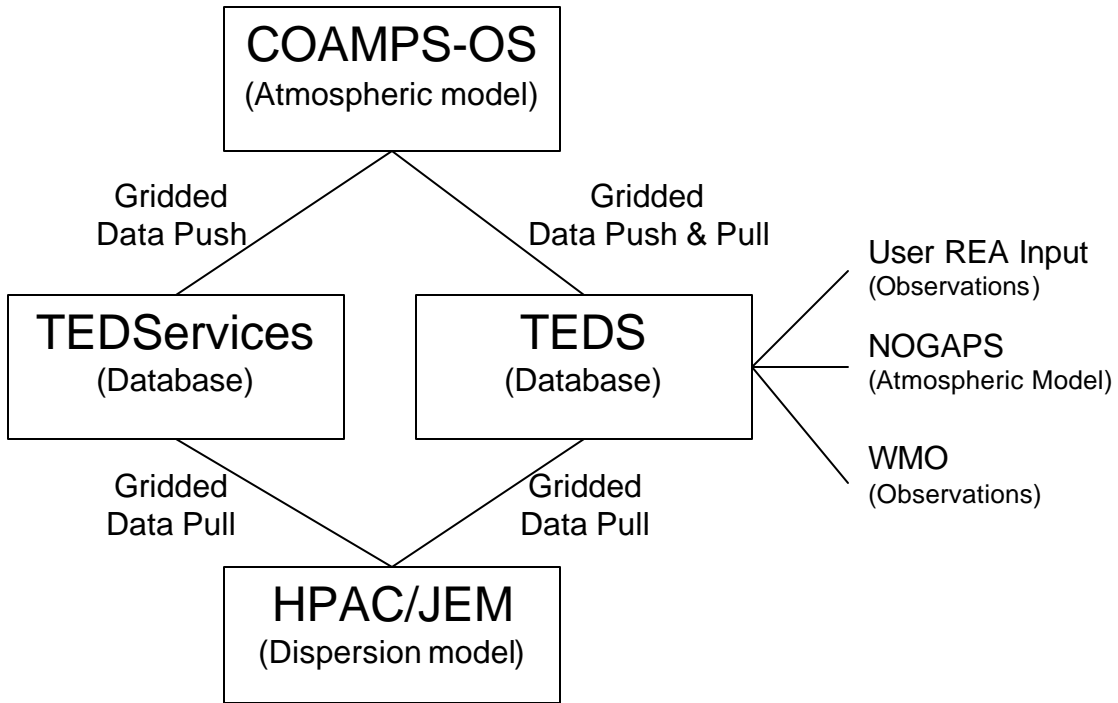 COAMPS-OS
(Atmospheric model)
Gridded
Data Push
Gridded
Data Push & Pull
TEDServices
(Database)
TEDS
(Database)
User REA Input
(Observations)
NOGAPS
(Atmospheric Model)
WMO
(Observations)
Gridded
Data Pull
Gridded
Data Pull
HPAC/JEM
(Dispersion model)